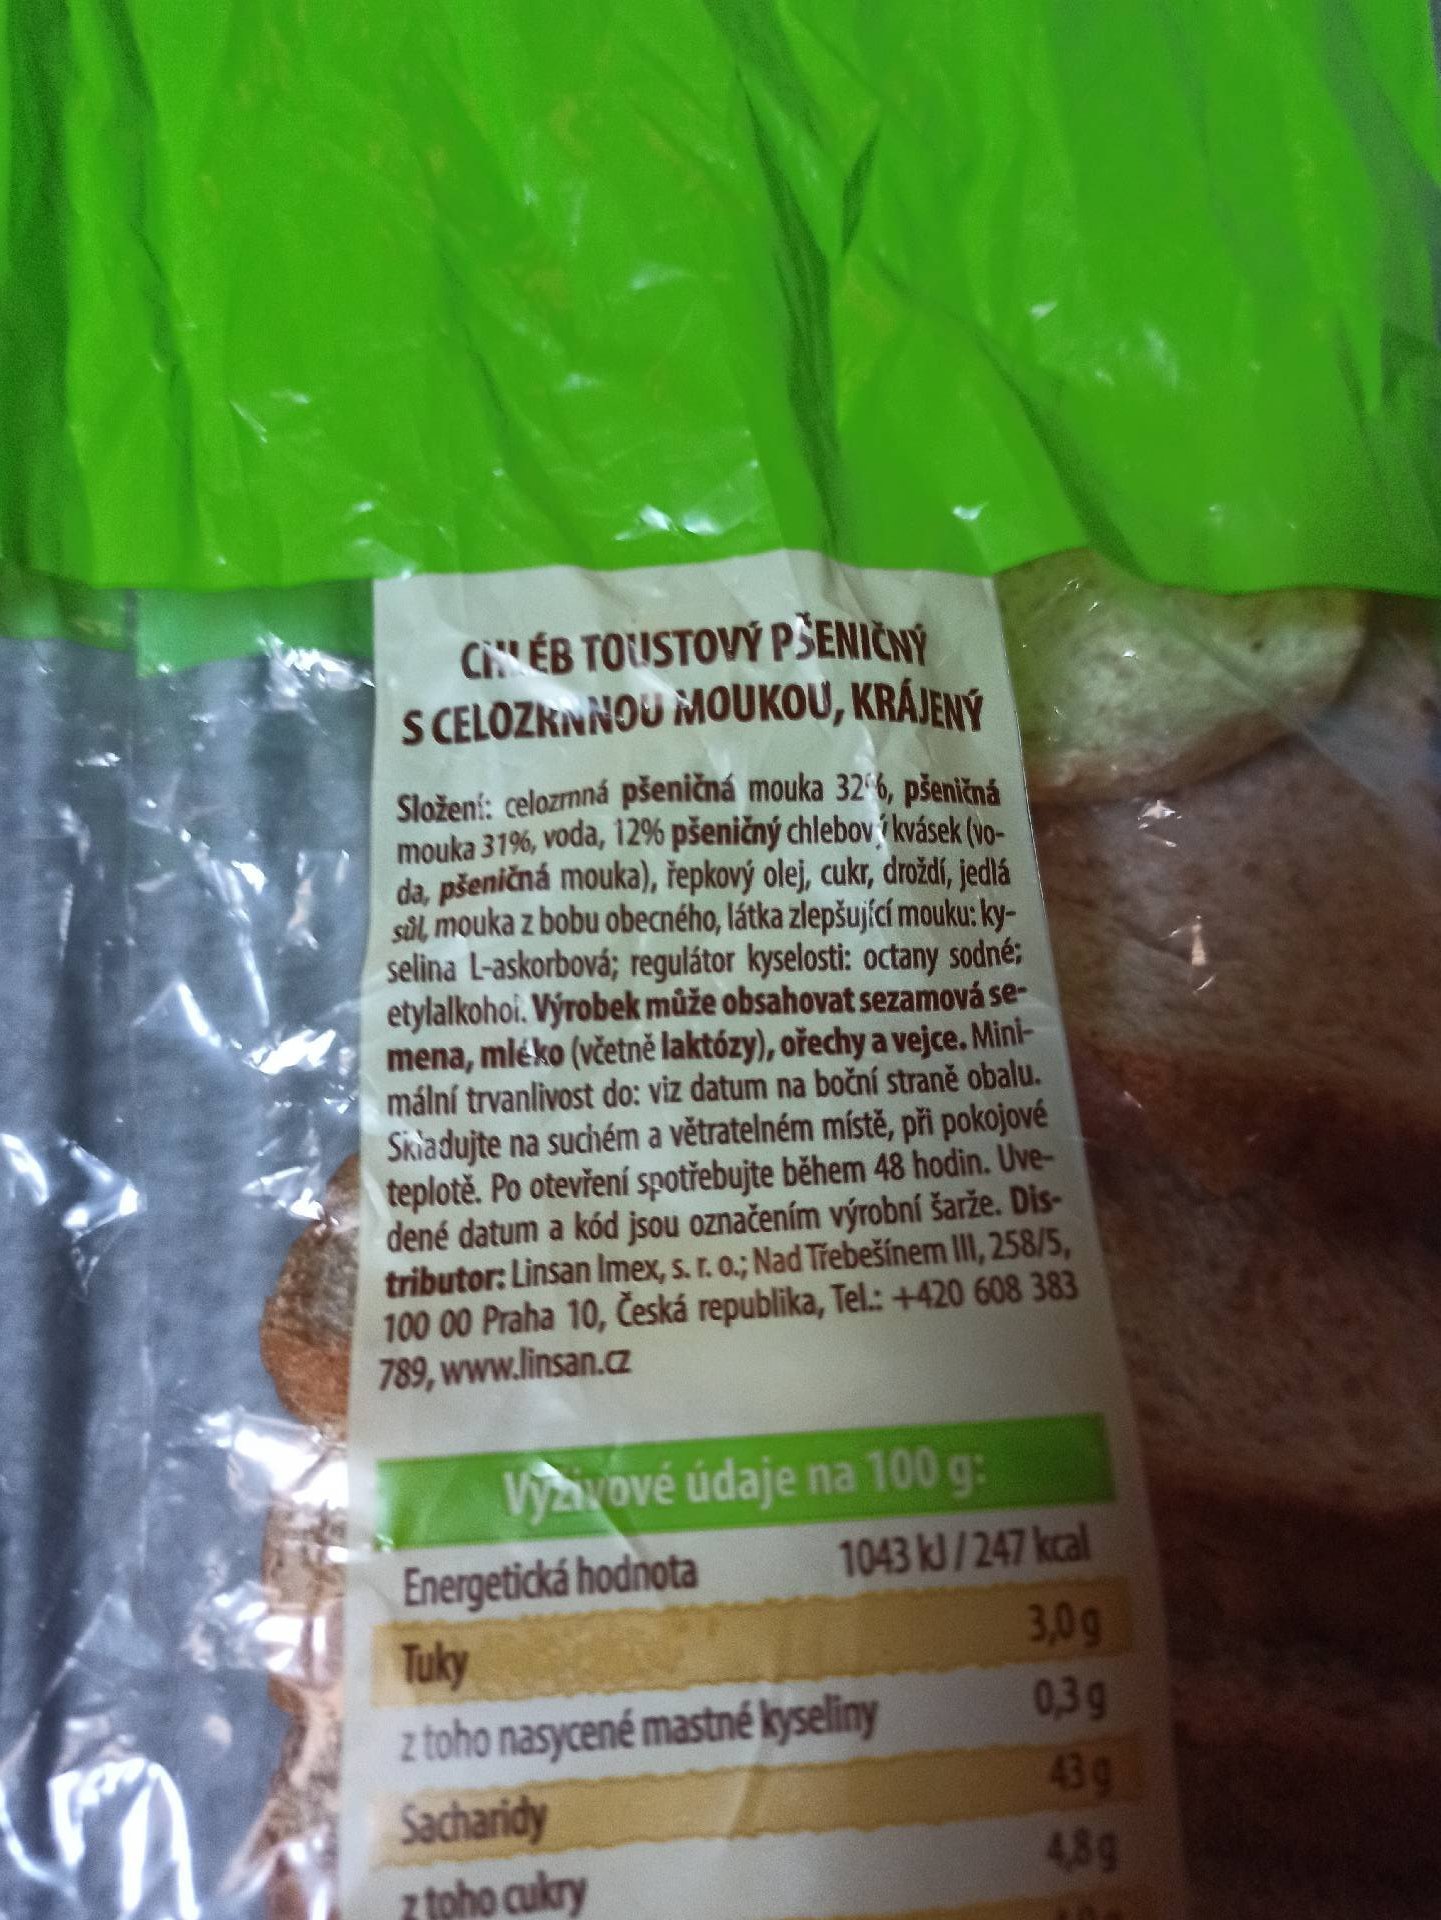 CHLÉB TOUSTOVÝ PŠENIČNÝ
S CELOZRNNOU MOUKOU, KRÁJENÝ
Složení: celozrnná pšeničná mouka 32%, pšeničná
mouka 31%, voda, 12% pšeničný chlebový kvásek (vo-
da, pšeničná mouka), řepkový olej, cukr, droždí, jedlá
sůl, mouka z bobu obecného, látka zlepšující mouku: ky-
selina L-askorbová; regulátor kyselosti: octany sodné;
etylalkohol. Výrobek může obsahovat sezamová se-
mena, mléko (včetně laktózy), ořechy a vejce. Mini-
mální trvanlivost do: viz datum na boční straně obalu.
Skladujte na suchém a větratelném místě, při pokojové
teplotě. Po otevření spotřebujte během 48 hodin. Uve-
dené datum a kód jsou označením výrobní šarže. Dis-
tributor: Linsan Imex, s. r. o.; Nad Třebešínem III, 258/5,
100 00 Praha 10, Česká republika, Tel.: +420 608 383
789, www.linsan.cz
Výživové údaje na 100 g:
Energetická hodnota 1043 kJ / 247 kcal
Tuky 3,0 g
z toho nasycené mastné kyseliny 0,3 g
Sacharidy 43 g
z toho cukry 4,8 g